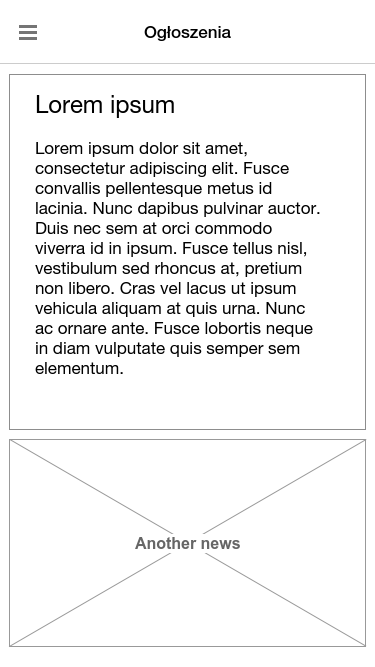 Ogłoszenia
Lorem ipsum
Lorem ipsum dolor sit amet,
consectetur adipiscing elit. Fusce
convallis pellentesque metus id
lacinia. Nunc dapibus pulvinar auctor.
Duis nec sem at orci commodo
viverra id in ipsum. Fusce tellus nisl,
vestibulum sed rhoncus at, pretium
non libero. Cras vel lacus ut ipsum
vehicula aliquam at quis urna. Nunc
ac ornare ante. Fusce lobortis neque
in diam vulputate quis semper sem
elementum.
Another news